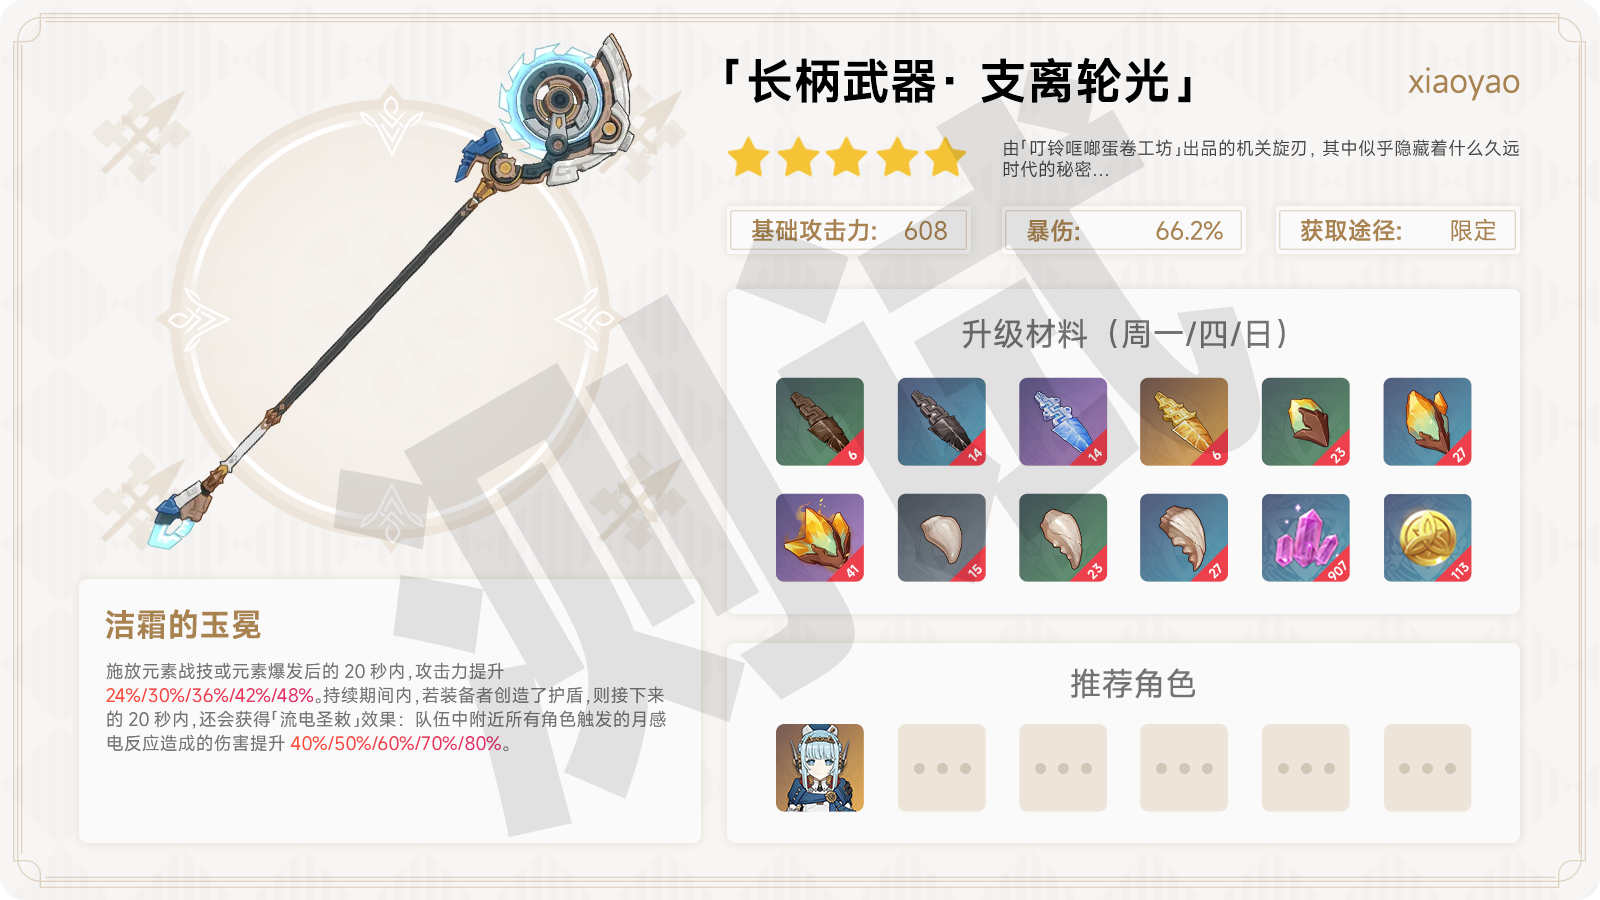 「长柄武器· 支离轮光」
xiaoyao
由「叮铃哐啷蛋卷工坊」出品的机关旋刃, 其中似乎隐藏着什么久远
时代的秘密...
基础攻击力: 608
暴伤: 66.2%
获取途径: 限定
升级材料（周一/四/日）
6 14 14 6 23 27
41 15 23 27 907 113
洁霜的玉冕
施放元素战技或元素爆发后的 20 秒内,攻击力提升
24%/30%/36%/42%/48%。持续期间内,若装备者创造了护盾,则接下来
的 20 秒内,还会获得「流电圣敕」效果: 队伍中附近所有角色触发的月感
电反应造成的伤害提升 40%/50%/60%/70%/80%。
推荐角色
测试